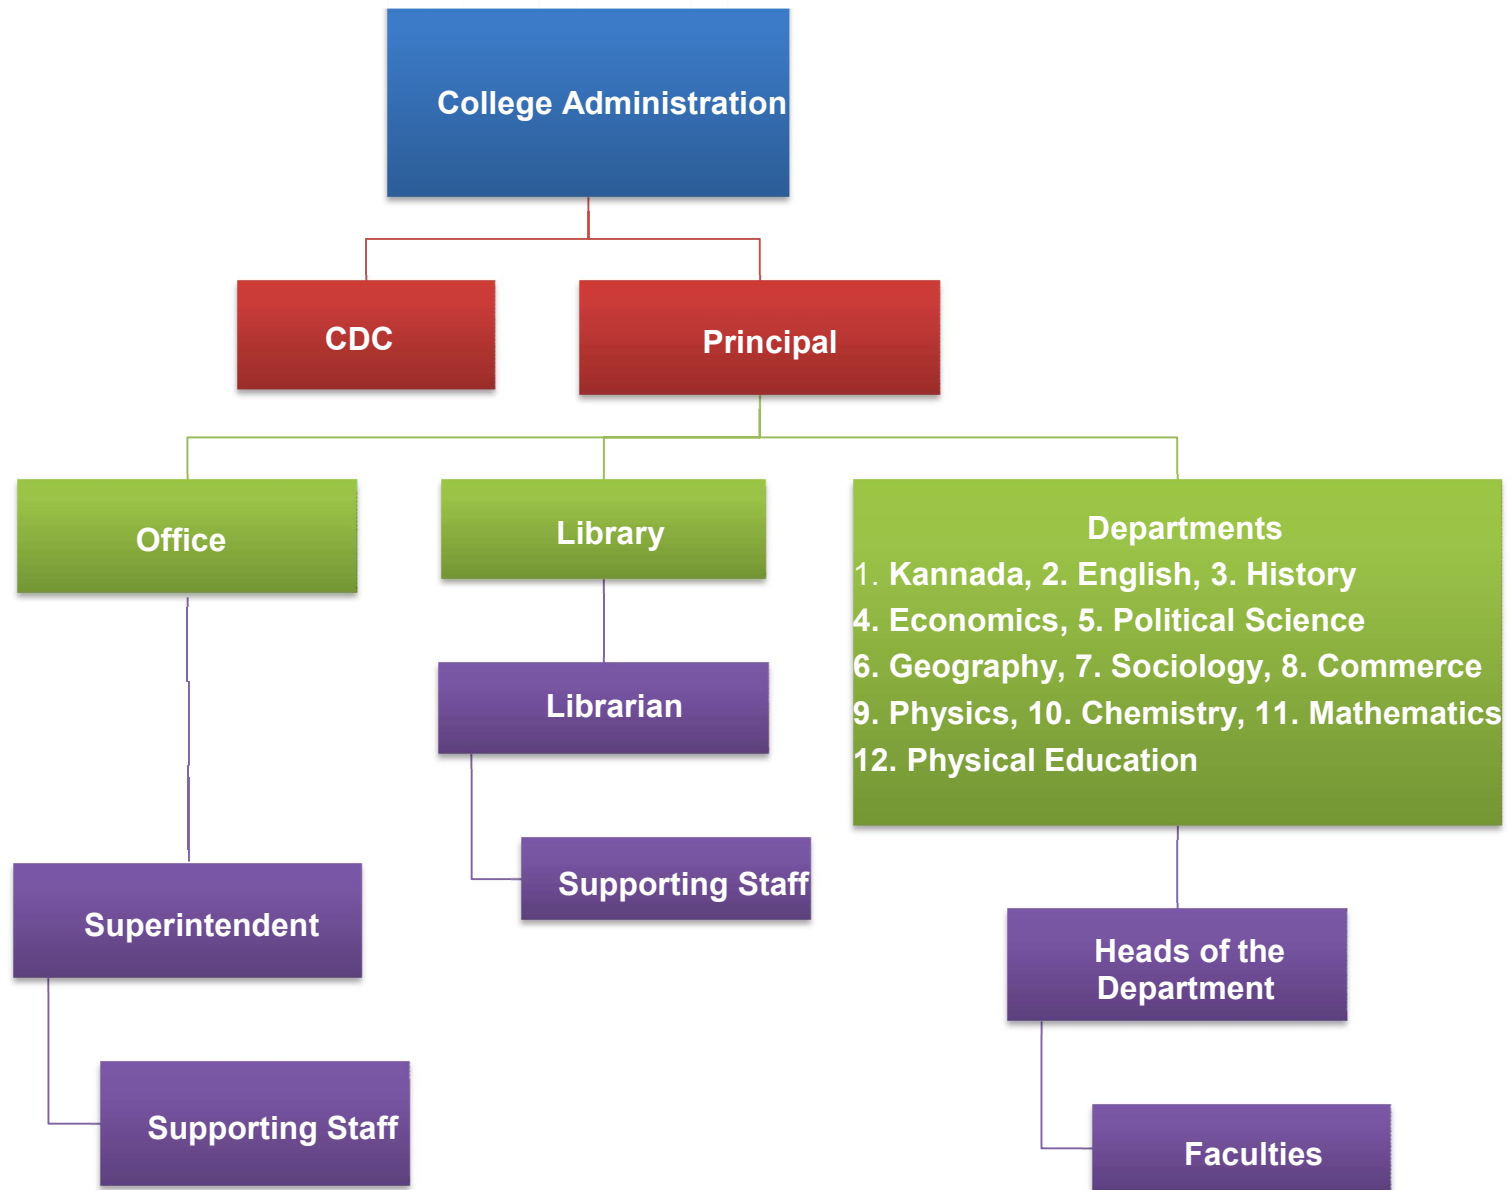 College Administration
CDC
Principal
Office
Library
Departments
1. Kannada, 2. English, 3. History
4. Economics, 5. Political Science
6. Geography, 7. Sociology, 8. Commerce
9. Physics, 10. Chemistry, 11. Mathematics
12. Physical Education
Librarian
Supporting Staff
Superintendent
Heads of the
Department
Supporting Staff
Faculties